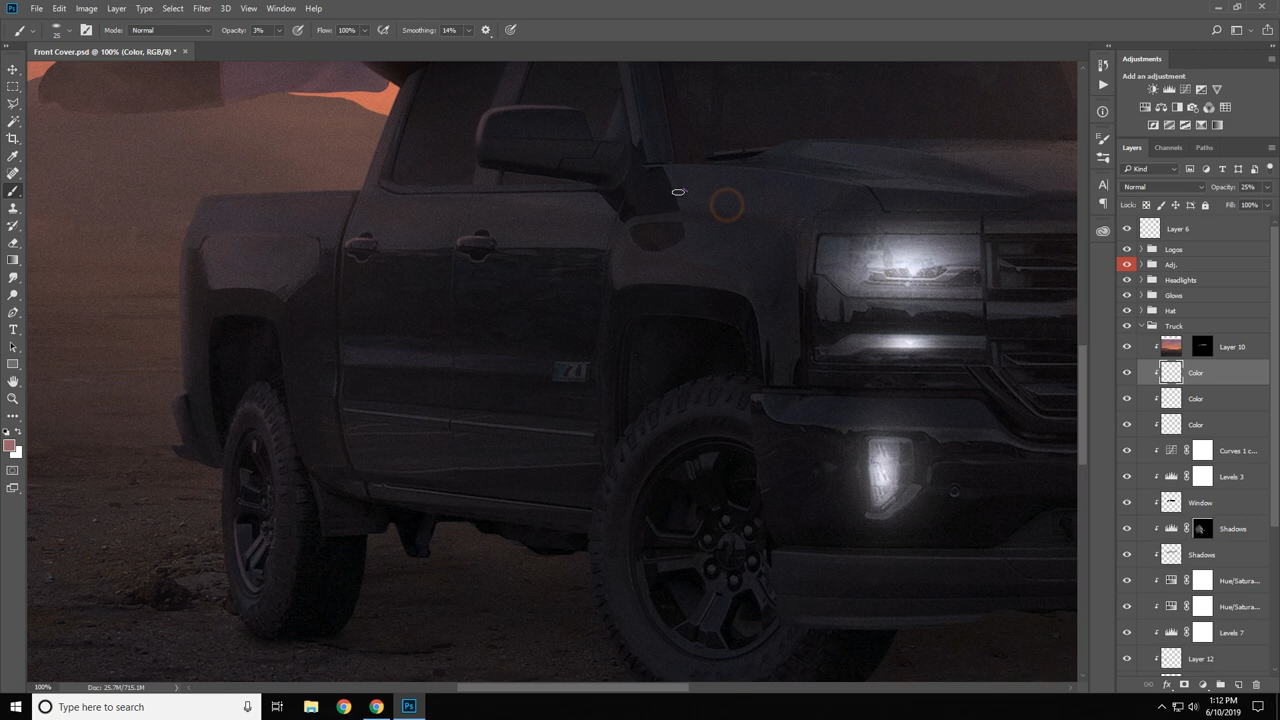 Ps File Edit Image Layer Type Select Filter 3D View Window Help
25 Mode: Normal Opacity: 3% Flow: 100% Smoothing: 14%
Front Cover.psd @ 100% (Color, RGB/8) *
Adjustments
Add an adjustment
Layers Channels Paths
Kind
Normal Opacity: 25%
Lock: Fill: 100%
Layer 6
Logos
Adj.
Headlights
Glows
Hat
Truck
Layer 10
Color
Color
Color
Curves 1 c...
Levels 3
Window
Shadows
Shadows
Hue/Satura...
Hue/Satura...
Levels 7
Layer 12
Z71
100% Doc: 25.7M/715.1M
Type here to search
Ps
1:12 PM
6/10/2019